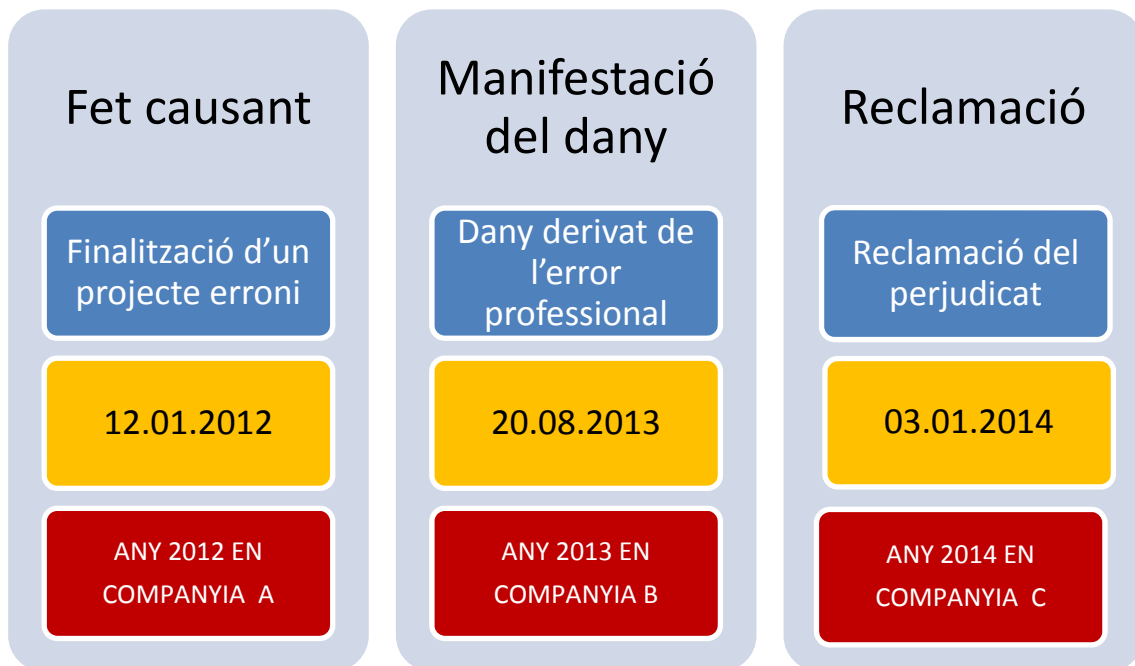 Fet causant
Finalització d’un
projecte erroni
12.01.2012
ANY 2012 EN
COMPANYIA A
Manifestació
del dany
Dany derivat de
l’error
professional
20.08.2013
ANY 2013 EN
COMPANYIA B
Reclamació
Reclamació del
perjudicat
03.01.2014
ANY 2014 EN
COMPANYIA C